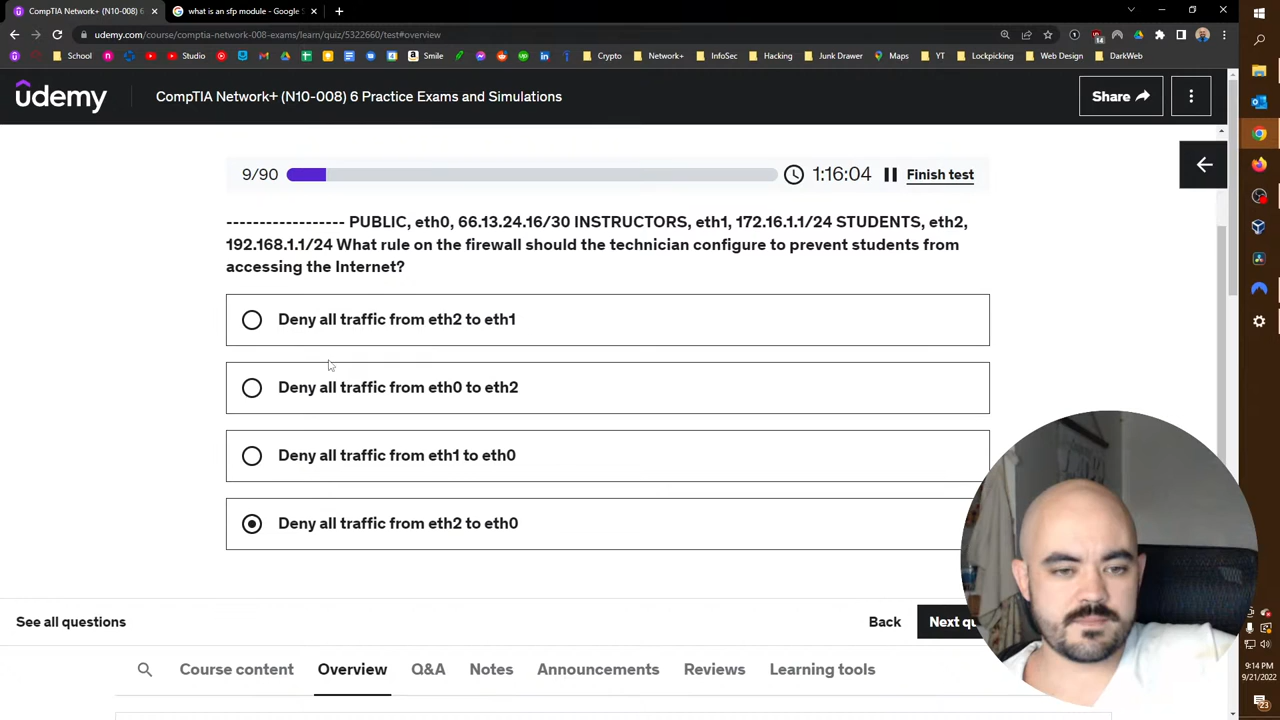 CompTIA Network+ (N10-008) 6
what is an sfp module - Google S
udemy.com/course/comptia-network-008-exams/learn/quiz/5322660/test#overview
School
Studio
Smile
Crypto
Network+
InfoSec
Hacking
Junk Drawer
Maps
YT
Lockpicking
Web Design
DarkWeb
udemy
CompTIA Network+ (N10-008) 6 Practice Exams and Simulations
Share
9/90
1:16:04
Finish test
------------------ PUBLIC, eth0, 66.13.24.16/30 INSTRUCTORS, eth1, 172.16.1.1/24 STUDENTS, eth2,
192.168.1.1/24 What rule on the firewall should the technician configure to prevent students from
accessing the Internet?
Deny all traffic from eth2 to eth1
Deny all traffic from eth0 to eth2
Deny all traffic from eth1 to eth0
Deny all traffic from eth2 to eth0
See all questions
Back
Next qu
Course content
Overview
Q&A
Notes
Announcements
Reviews
Learning tools
9:14 PM
9/21/2022
23